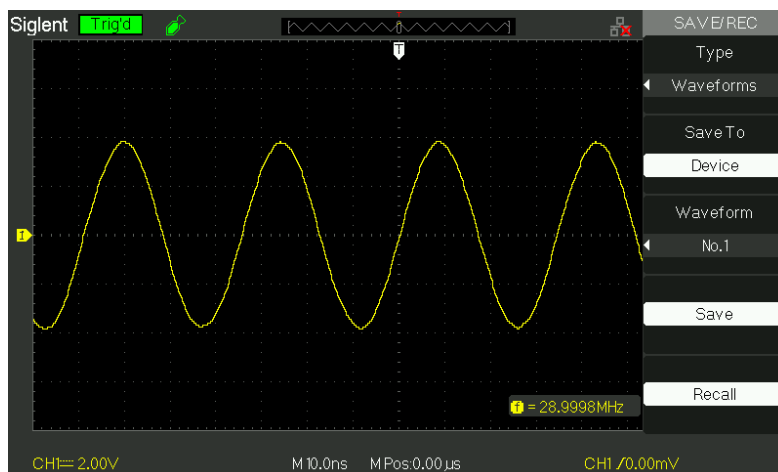 Siglent Trig'd
T
SAVE/REC
Type
Waveforms
Save To
Device
Waveform
No.1
Save
Recall
1
f = 28.9998MHz
CH1 2.00V M 10.0ns M Pos:0.00μs CH1 /0.00mV